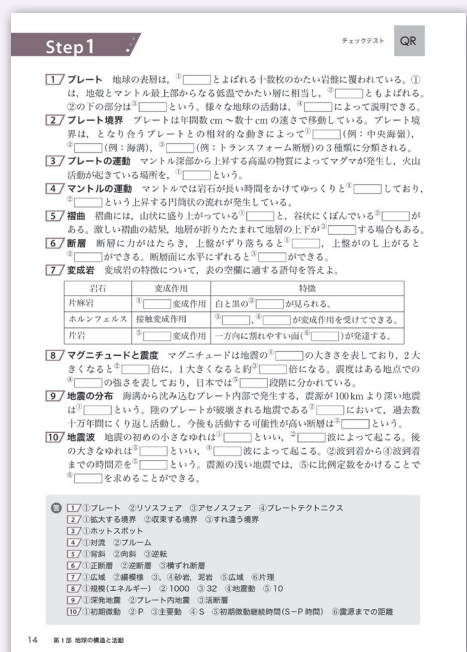 Step1
チェックテスト
QR
1 プレート 地球の表層は、①□とよばれる十数枚のかたい岩盤に覆われている。①
は、地殻とマントル最上部からなる低温でかたい層に相当し、②□ともよばれる。
②の下の部分は③□という。様々な地球の活動は、④□によって説明できる。
2 プレート境界 プレートは年間数cm〜数十cmの速さで移動している。プレート境
界は、となり合うプレートとの相対的な動きによって①□(例:中央海嶺)、
②□(例:海溝)、③□(例:トランスフォーム断層)の3種類に分類される。
3 プレートの運動 マントル深部から上昇する高温の物質によってマグマが発生し、火山
活動が起きている場所を、①□という。
4 マントルの運動 マントルでは岩石が長い時間をかけてゆっくりと①□しており、
②□という上昇する円筒状の流れが発生している。
5 褶曲 褶曲には、山状に盛り上がっている①□と、谷状にくぼんでいる②□が
ある。激しい褶曲の結果、地層が折りたたまれて地層の上下が③□する場合もある。
6 断層 断層に力がはたらき、上盤がずり落ちると①□、上盤がのし上がると
②□ができる。断層面に水平にずれると③□ができる。
7 変成岩 変成岩の特徴について、表の空欄に適する語句を答えよ。
岩石 変成作用 特徴
片麻岩 ①□変成作用 白と黒の②□が見られる。
ホルンフェルス 接触変成作用 ③□、④□が変成作用を受けてできる。
片岩 ⑤□変成作用 一方向に割れやすい面(⑥□)が発達する。
8 マグニチュードと震度 マグニチュードは地震の①□の大きさを表しており、2大
きくなると②□倍に、1大きくなると約③□倍になる。震度はある地点での
④□の強さを表しており、日本では⑤□段階に分かれている。
9 地震の分布 海溝から沈み込むプレート内部で発生する、震源が100kmより深い地震
は①□という。陸のプレートが破壊される地震である②□において、過去数
十万年間にくり返し活動し、今後も活動する可能性が高い断層は③□という。
10 地震波 地震の初めの小さなゆれは①□といい、②□波によって起こる。後
の大きなゆれは③□といい、④□波によって起こる。②波到着から④波到着
までの時間差を⑤□という。震源の浅い地震では、⑤に比例定数をかけることで
⑥□を求めることができる。
答 1 ①プレート ②リソスフェア ③アセノスフェア ④プレートテクトニクス
2 ①拡大する境界 ②収束する境界 ③すれ違う境界
3 ①ホットスポット
4 ①対流 ②プルーム
5 ①背斜 ②向斜 ③逆転
6 ①正断層 ②逆断層 ③横ずれ断層
7 ①広域 ②縞模様 ③、④砂岩、泥岩 ⑤広域 ⑥片理
8 ①規模(エネルギー) ②1000 ③32 ④地震動 ⑤10
9 ①深発地震 ②プレート内地震 ③活断層
10 ①初期微動 ②P ③主要動 ④S ⑤初期微動継続時間(S−P時間) ⑥震源までの距離
14 第1部 地球の構造と活動